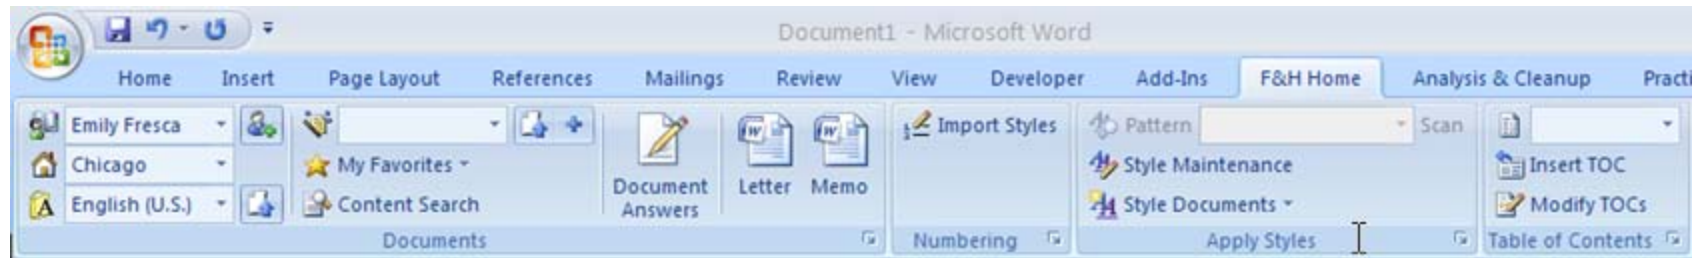 Document1 - Microsoft Word
Home Insert Page Layout References Mailings Review View Developer Add-Ins F&H Home Analysis & Cleanup Practi
Emily Fresca
Chicago
English (U.S.)
My Favorites
Content Search
Document
Answers
Letter
Memo
Documents
Import Styles
Numbering
Pattern
Scan
Style Maintenance
Style Documents
Apply Styles
Insert TOC
Modify TOCs
Table of Contents